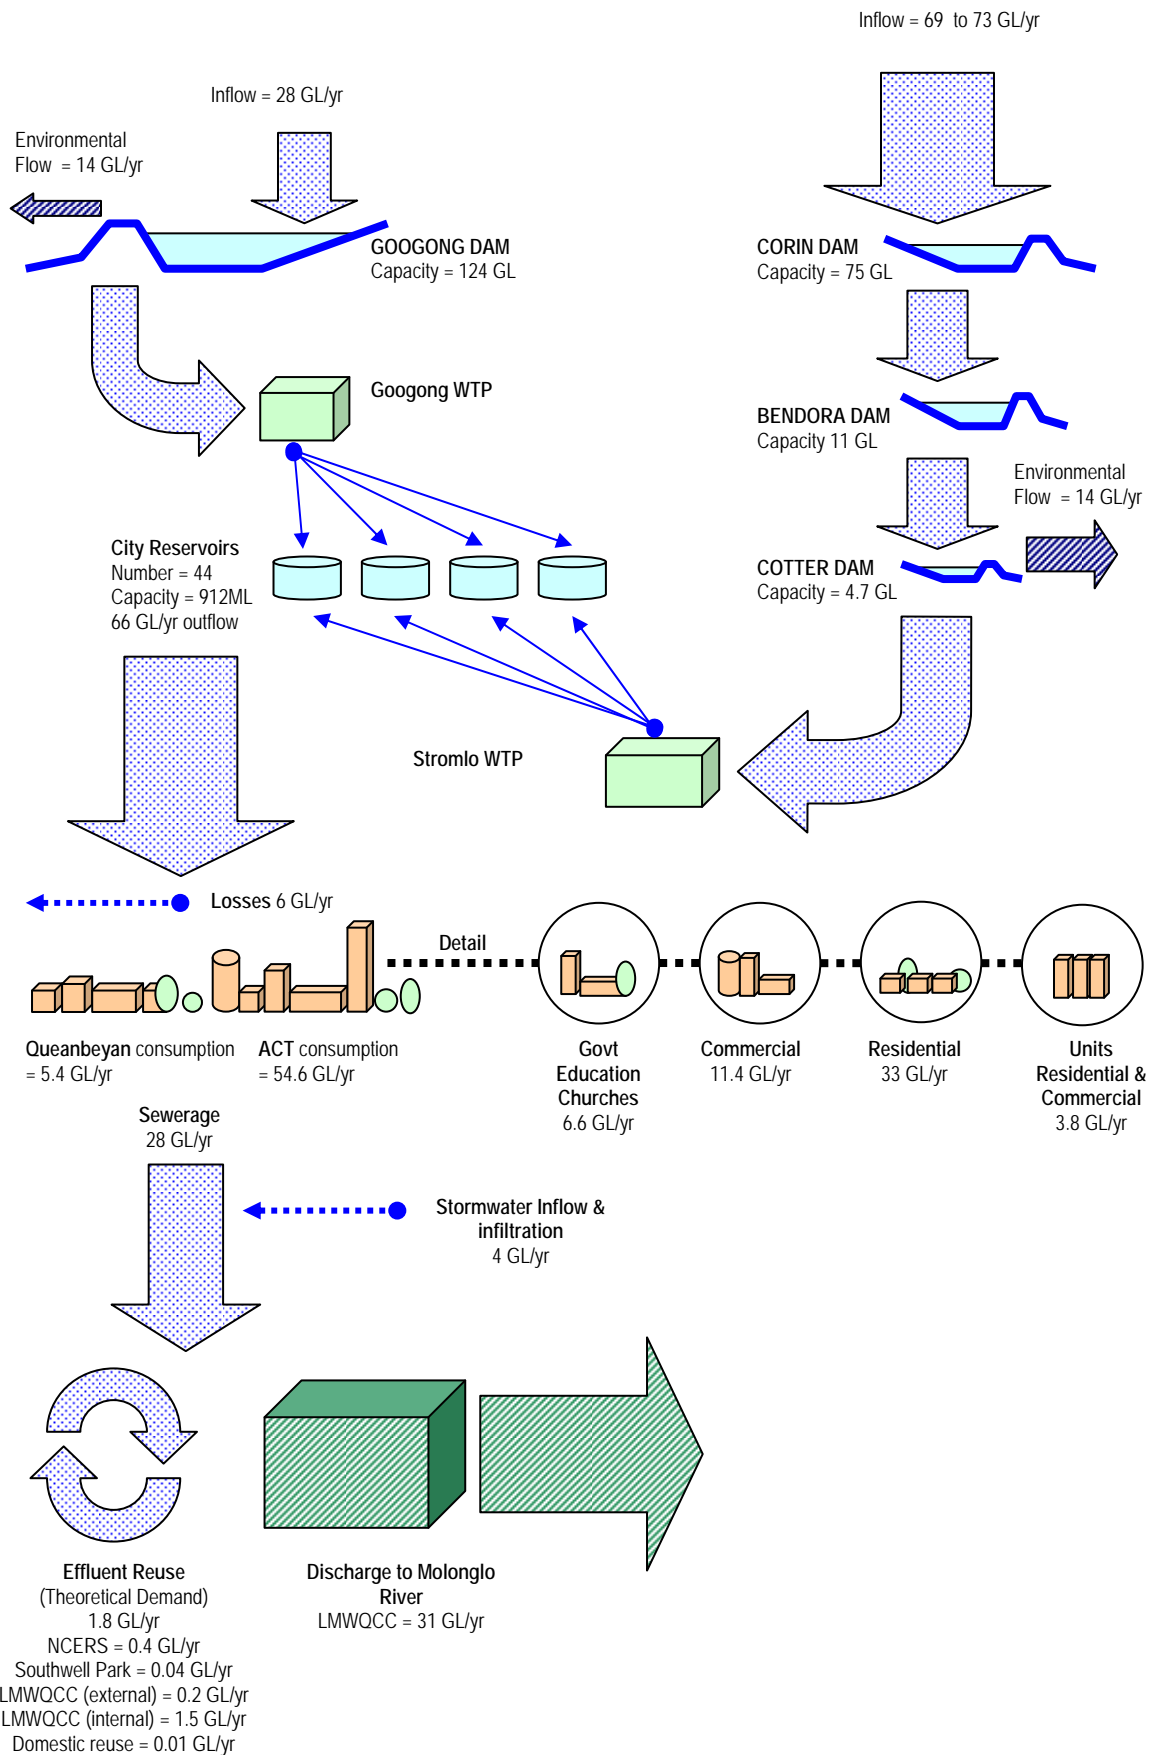 Inflow = 69  to 73 GL/yr
Inflow = 28 GL/yr
Environmental
Flow  = 14 GL/yr
GOOGONG DAM
Capacity = 124 GL
CORIN DAM
Capacity = 75 GL
Googong WTP
BENDORA DAM
Capacity 11 GL
Environmental
Flow  = 14 GL/yr
City Reservoirs
Number = 44
Capacity = 912ML
66 GL/yr outflow
COTTER DAM
Capacity = 4.7 GL
Stromlo WTP
Losses 6 GL/yr
Detail
Queanbeyan consumption
= 5.4 GL/yr
ACT consumption
= 54.6 GL/yr
Govt
Education
Churches
6.6 GL/yr
Commercial
11.4 GL/yr
Residential
33 GL/yr
Units
Residential &
Commercial
3.8 GL/yr
Sewerage
28 GL/yr
Stormwater Inflow &
infiltration
4 GL/yr
Effluent Reuse
(Theoretical Demand)
1.8 GL/yr
NCERS = 0.4 GL/yr
Southwell Park = 0.04 GL/yr
LMWQCC (external) = 0.2 GL/yr
LMWQCC (internal) = 1.5 GL/yr
Domestic reuse = 0.01 GL/yr
Discharge to Molonglo
River
LMWQCC = 31 GL/yr